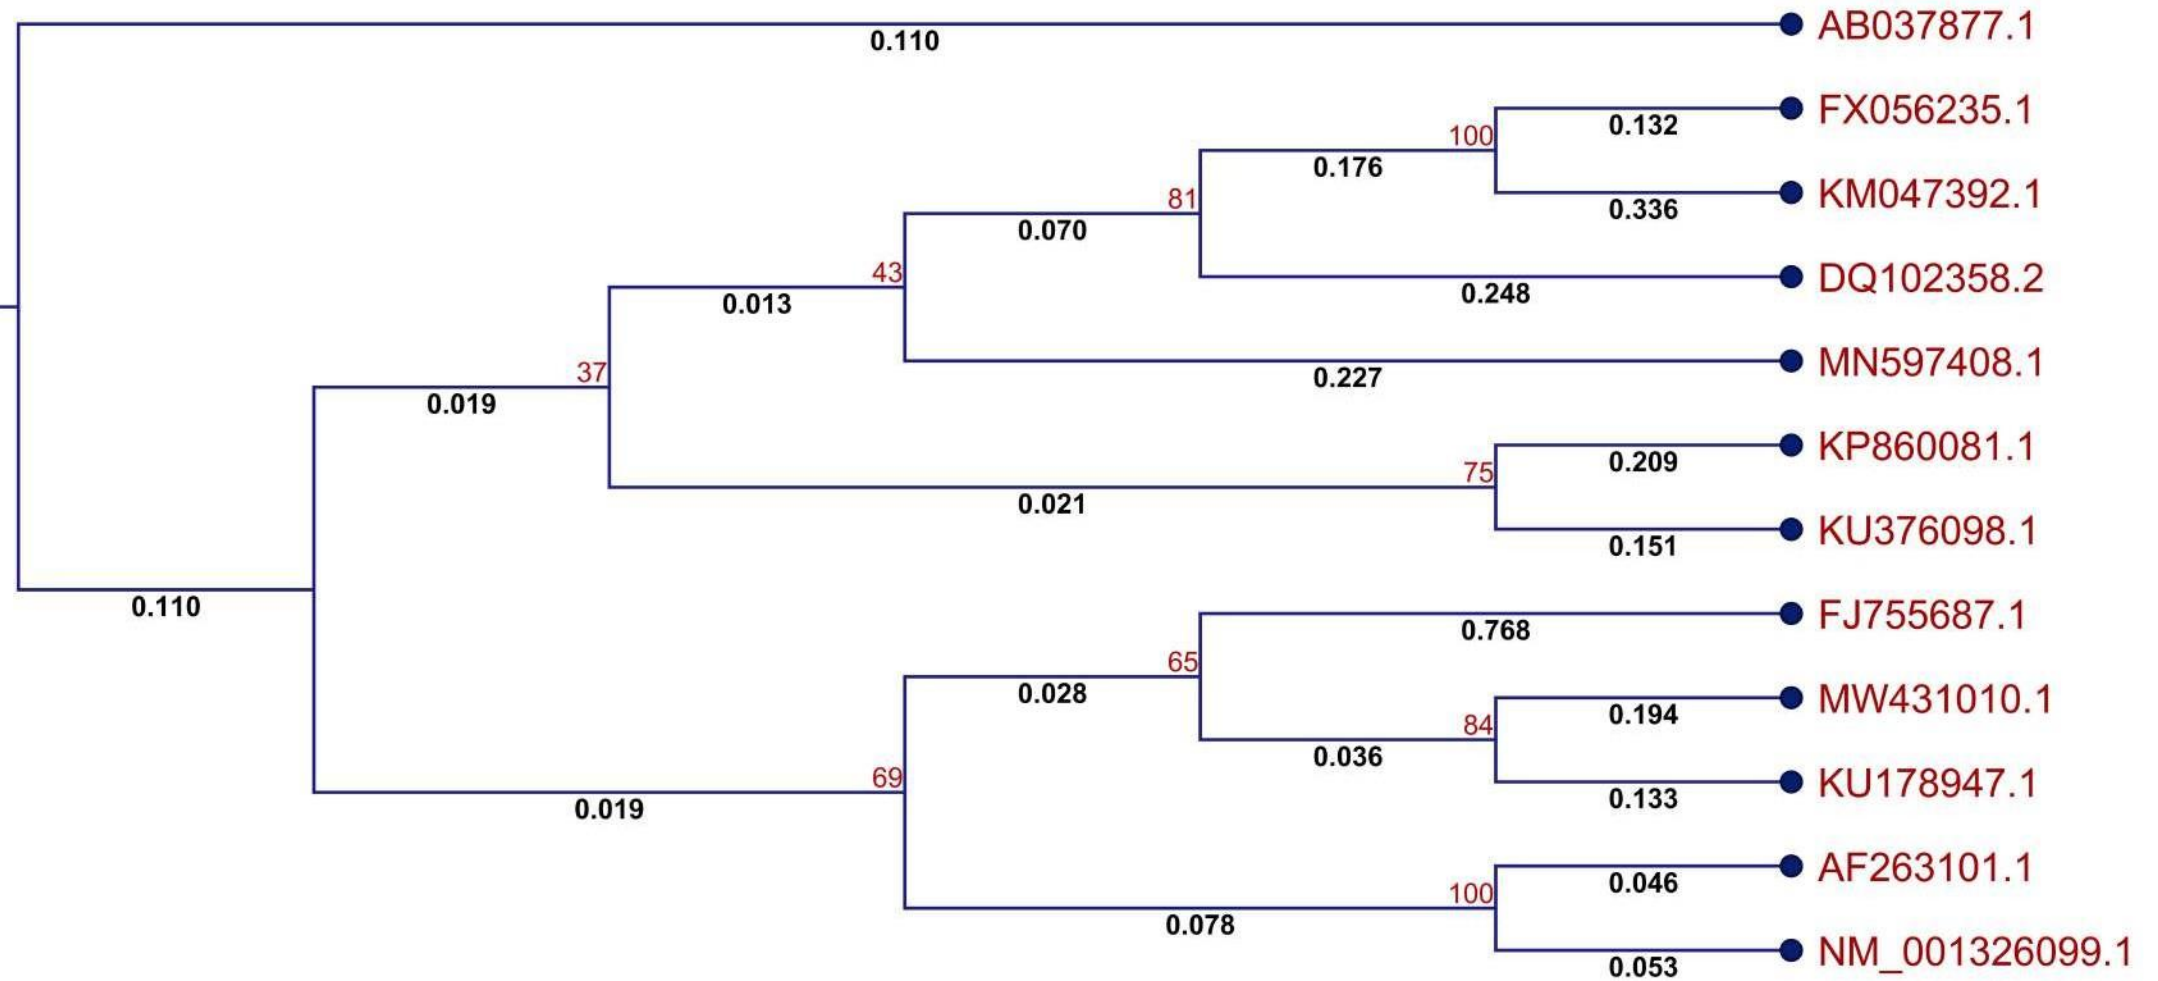 AB037877.1
0.110
FX056235.1
100
0.132
0.176
KM047392.1
81
0.336
0.070
DQ102358.2
43
0.248
0.013
MN597408.1
37
0.227
0.019
KP860081.1
75
0.209
0.021
KU376098.1
0.151
0.110
FJ755687.1
0.768
65
0.028
MW431010.1
84
0.194
0.036
KU178947.1
69
0.133
0.019
AF263101.1
100
0.046
0.078
NM_001326099.1
0.053